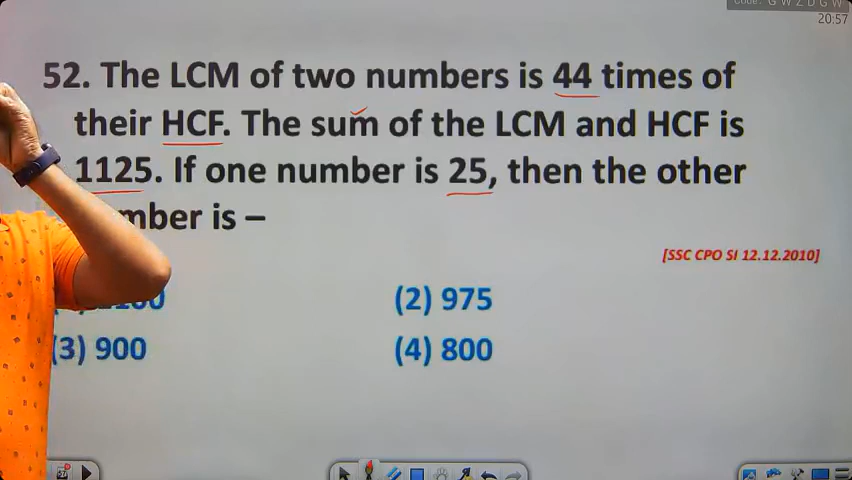 CODE: GWZDGW
20:57
52. The LCM of two numbers is 44 times of
their HCF. The sum of the LCM and HCF is
1125. If one number is 25, then the other
is –
[SSC CPO SI 12.12.2010]
(2) 975
(3) 900
(4) 800